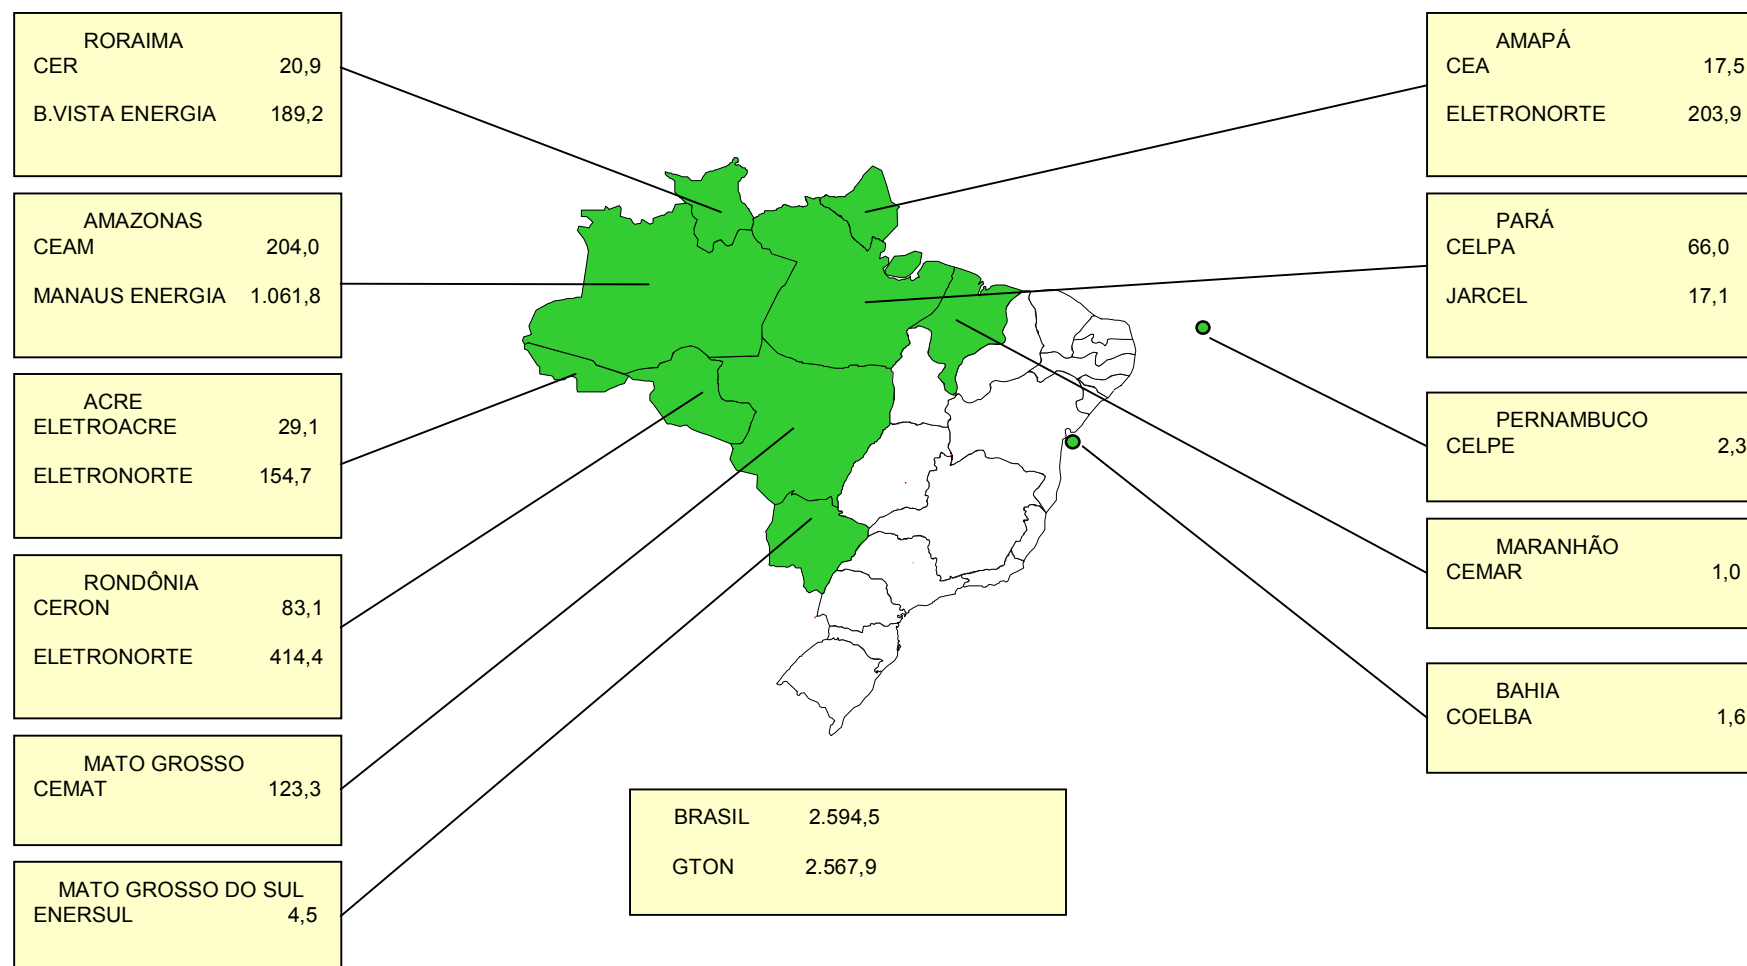 RORAIMA
CER 20,9
B.VISTA ENERGIA 189,2
AMAZONAS
CEAM 204,0
MANAUS ENERGIA 1.061,8
ACRE
ELETROACRE 29,1
ELETRONORTE 154,7
RONDÔNIA
CERON 83,1
ELETRONORTE 414,4
MATO GROSSO
CEMAT 123,3
MATO GROSSO DO SUL
ENERSUL 4,5
BRASIL 2.594,5
GTON 2.567,9
AMAPÁ
CEA 17,5
ELETRONORTE 203,9
PARÁ
CELPA 66,0
JARCEL 17,1
PERNAMBUCO
CELPE 2,3
MARANHÃO
CEMAR 1,0
BAHIA
COELBA 1,6